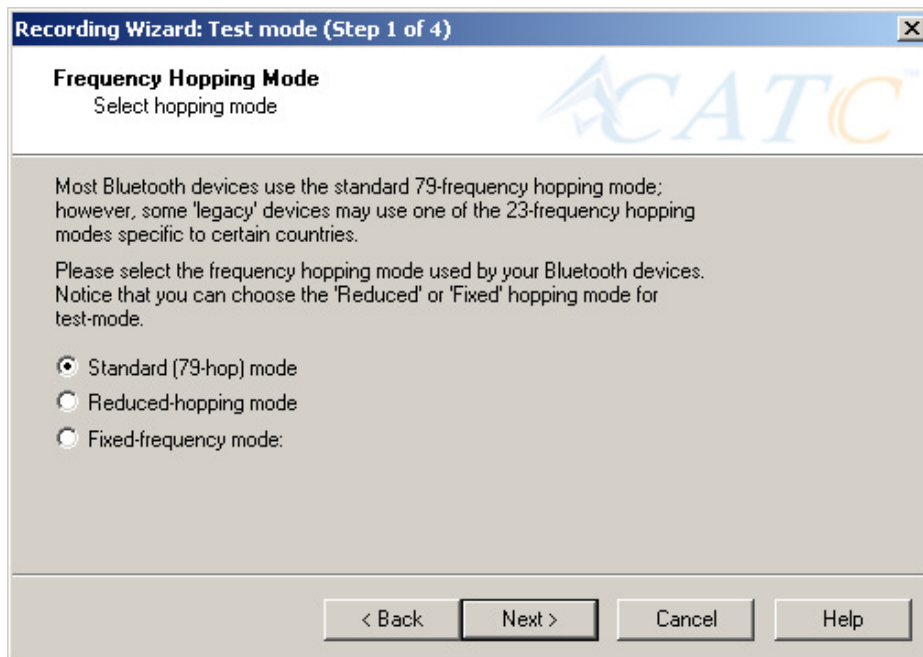 Recording Wizard: Test mode (Step 1 of 4)
Frequency Hopping Mode
Select hopping mode
CATC
Most Bluetooth devices use the standard 79-frequency hopping mode;
however, some 'legacy' devices may use one of the 23-frequency hopping
modes specific to certain countries.
Please select the frequency hopping mode used by your Bluetooth devices.
Notice that you can choose the 'Reduced' or 'Fixed' hopping mode for
test-mode.
Standard (79-hop) mode
Reduced-hopping mode
Fixed-frequency mode:
< Back
Next >
Cancel
Help